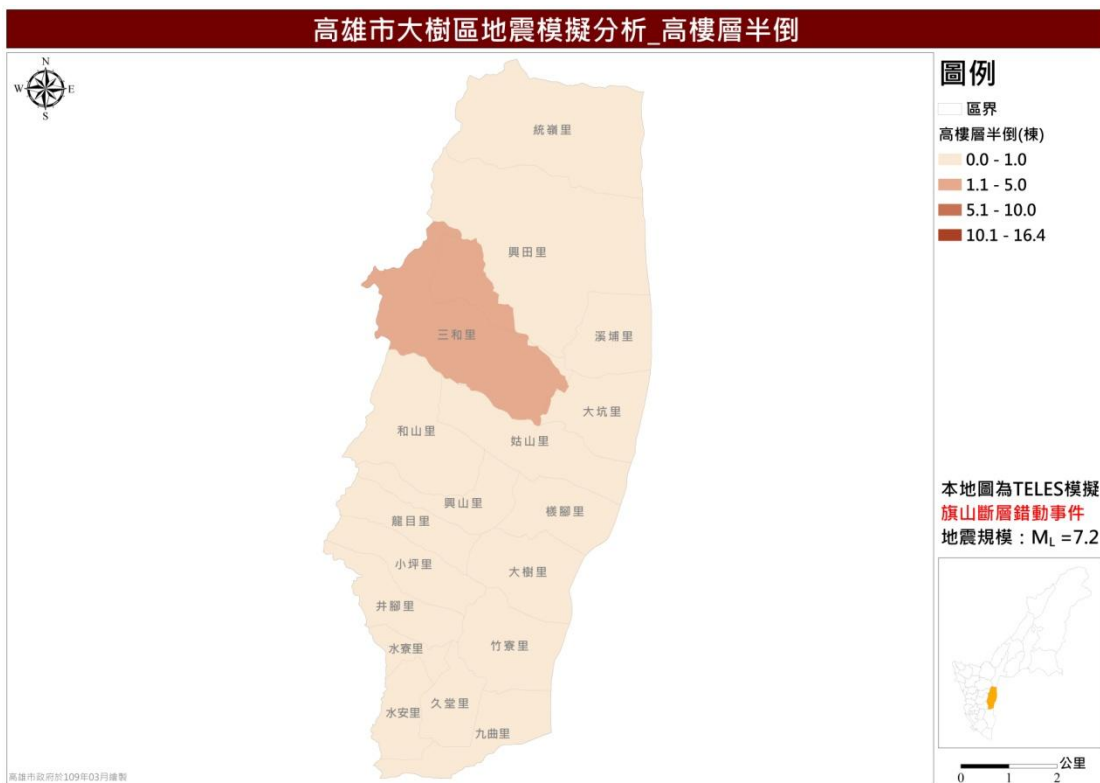 高雄市大樹區地震模擬分析_高樓層半倒
N
W
E
S
圖例
區界
高樓層半倒(棟)
0.0 - 1.0
1.1 - 5.0
5.1 - 10.0
10.1 - 16.4
統嶺里
興田里
三和里
溪埔里
大坑里
和山里
姑山里
興山里
檨腳里
龍目里
小坪里
大樹里
井腳里
水寮里
竹寮里
久堂里
水安里
九曲里
本地圖為TELES模擬
旗山斷層錯動事件
地震規模：ML =7.2
公里
0 1 2
高雄市政府於109年03月繪製